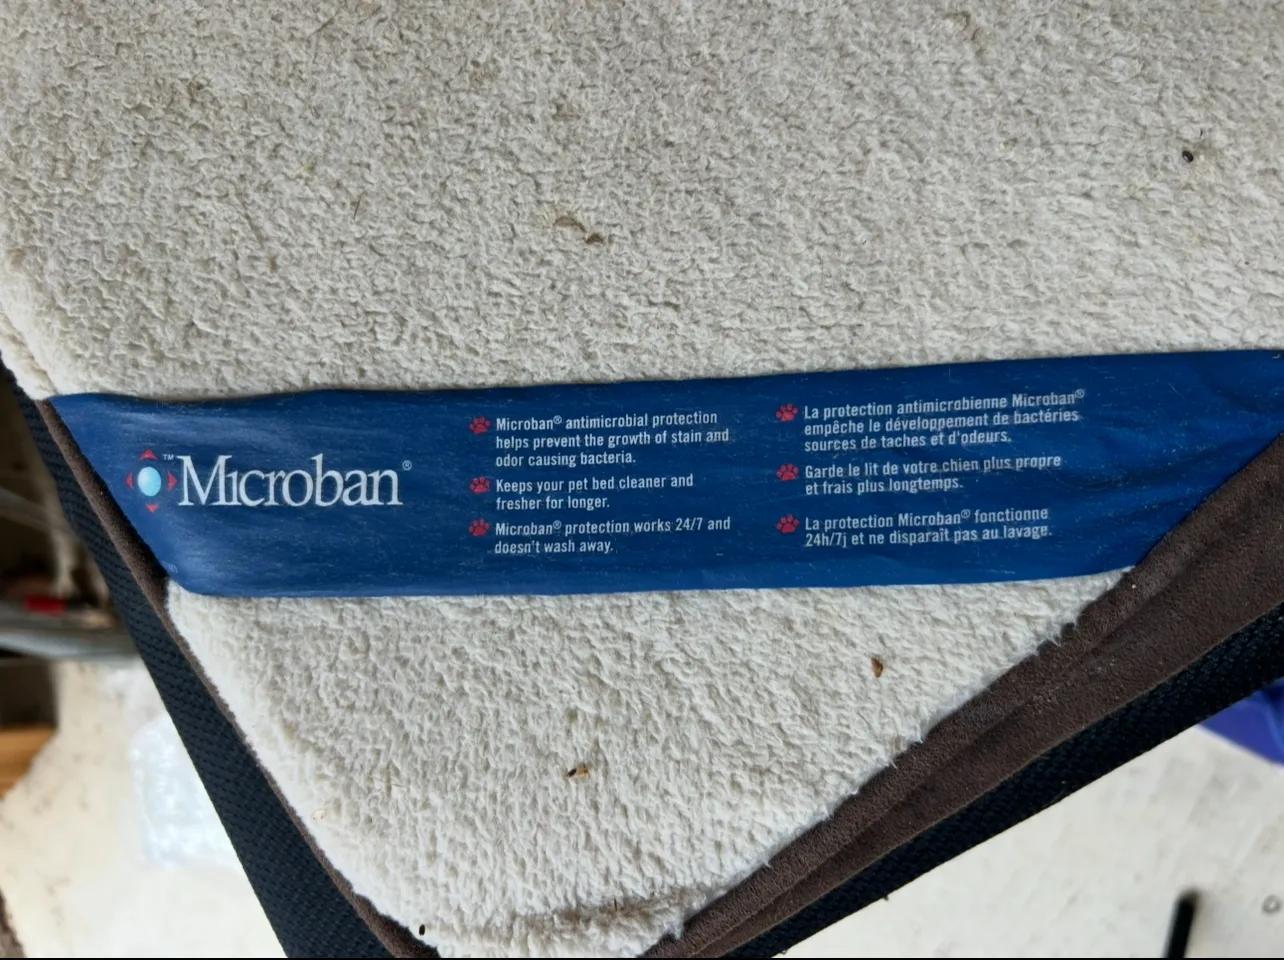 ™ Microban®
Microban® antimicrobial protection
helps prevent the growth of stain and
odor causing bacteria.
Keeps your pet bed cleaner and
fresher for longer.
Microban® protection works 24/7 and
doesn't wash away.
La protection antimicrobienne Microban®
empêche le développement de bactéries
sources de taches et d'odeurs.
Garde le lit de votre chien plus propre
et frais plus longtemps.
La protection Microban® fonctionne
24h/7j et ne disparaît pas au lavage.